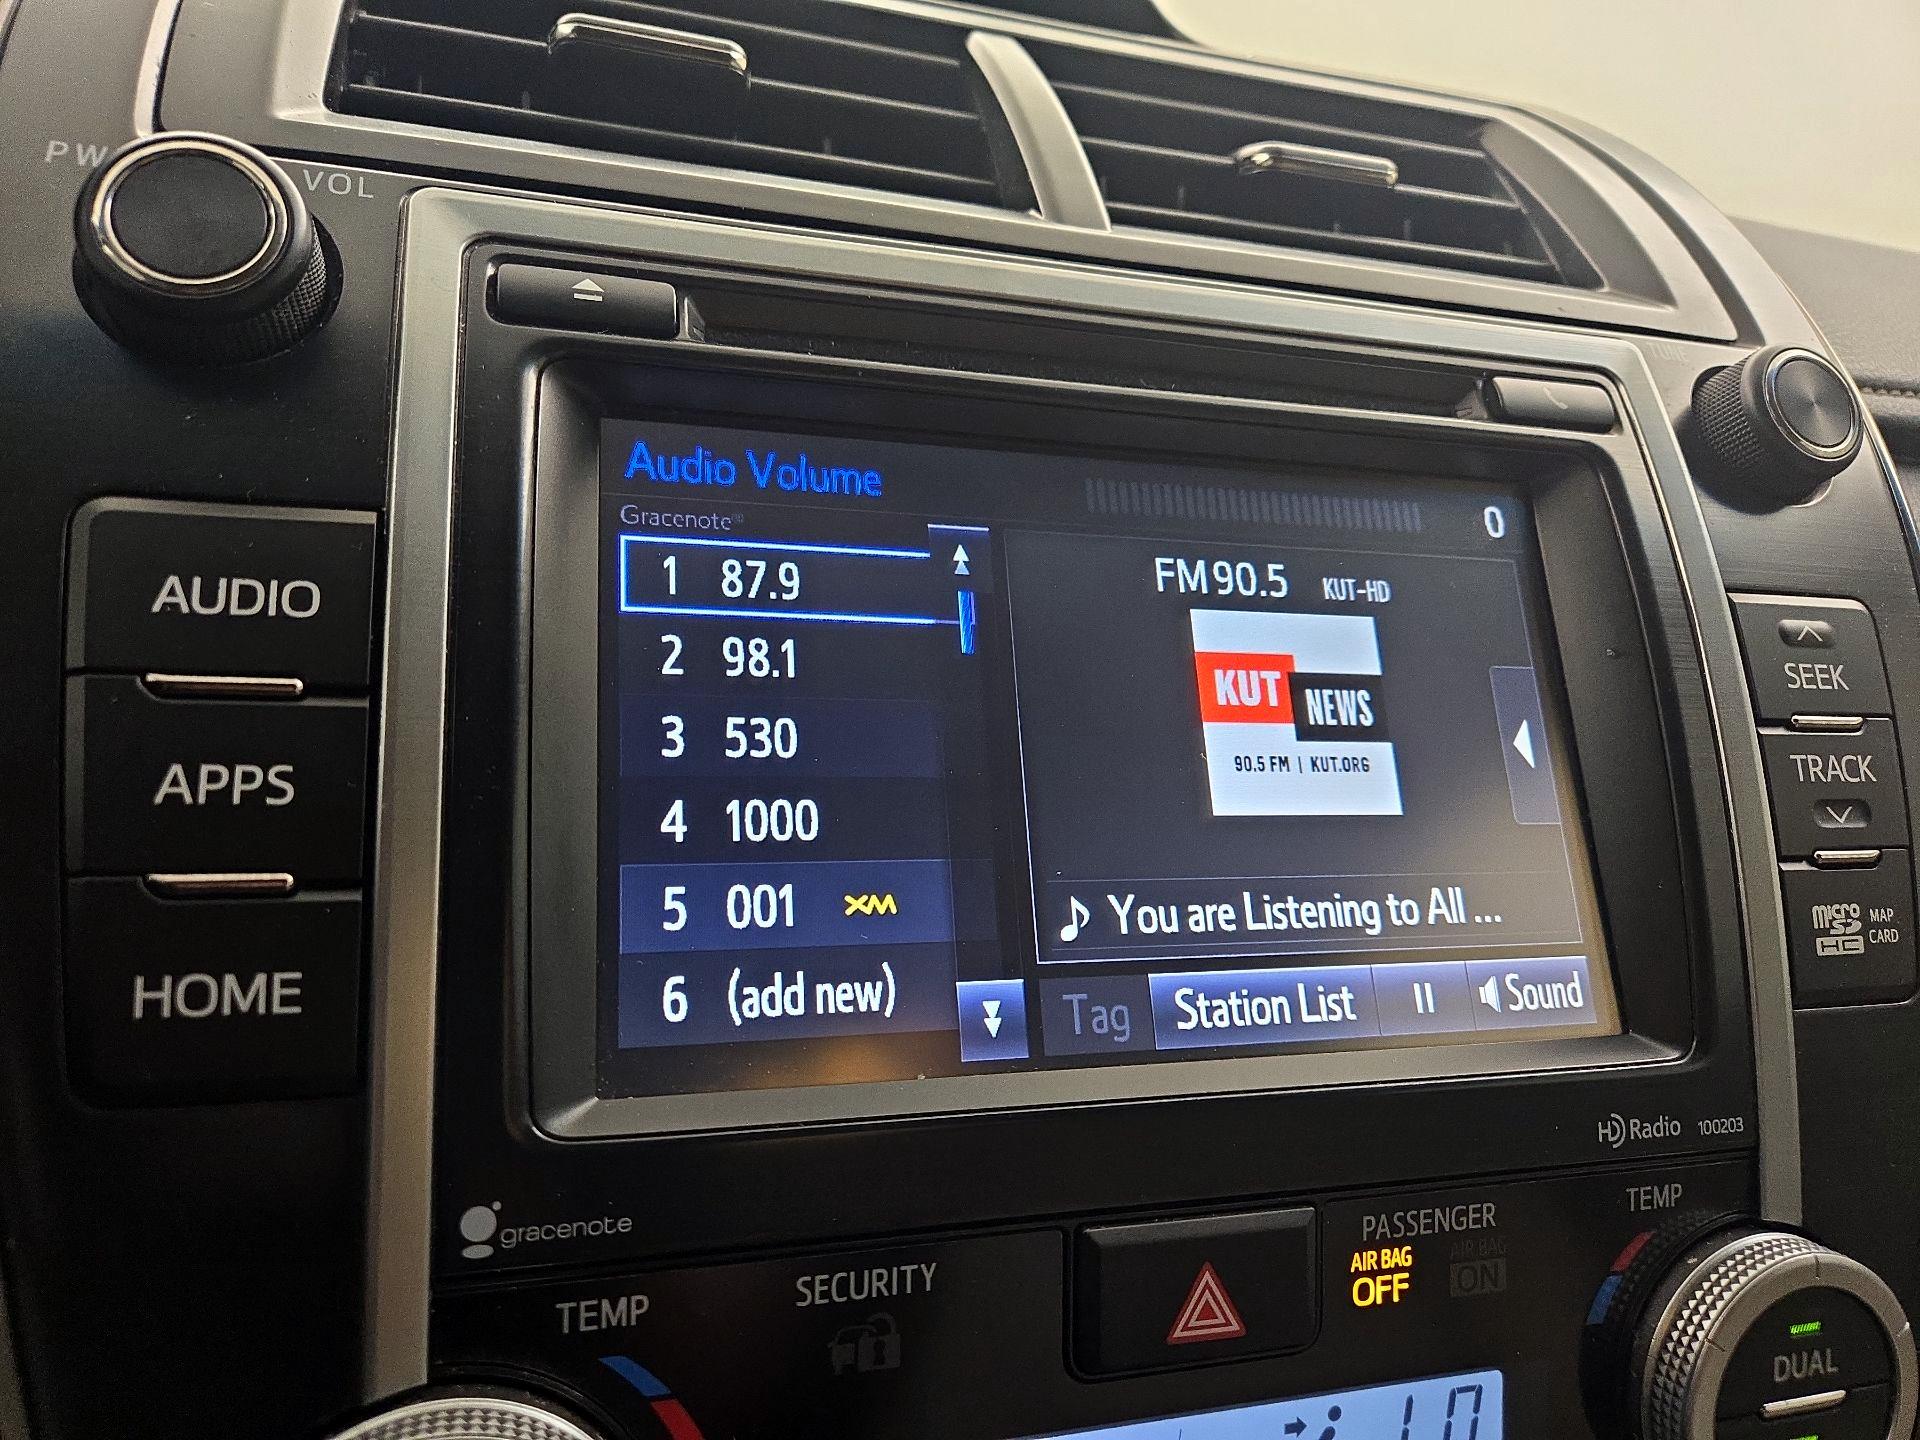 VOL
AUDIO
APPS
HOME
Audio Volume
0
Gracenote
1 87.9
2 98.1
3 530
4 1000
5 001 XM
6 (add new)
FM 90.5 KUT-HD
KUT
NEWS
90.5 FM | KUT.ORG
You are Listening to All ...
Tag
Station List
Sound
SEEK
TRACK
micro SD HC
MAP CARD
HD Radio 100203
gracenote
TEMP
SECURITY
PASSENGER
AIR BAG OFF
AIR BAG ON
TEMP
DUAL